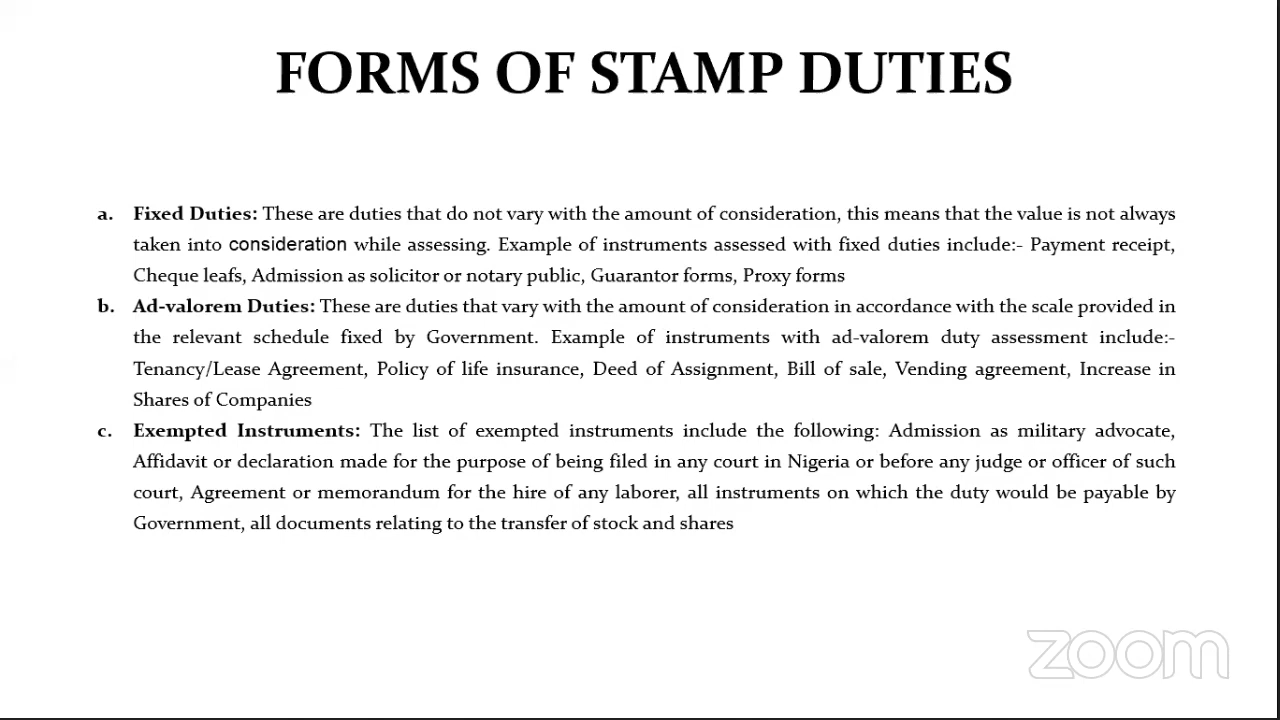 FORMS OF STAMP DUTIES
a. Fixed Duties: These are duties that do not vary with the amount of consideration, this means that the value is not always
taken into consideration while assessing. Example of instruments assessed with fixed duties include:- Payment receipt,
Cheque leafs, Admission as solicitor or notary public, Guarantor forms, Proxy forms
b. Ad-valorem Duties: These are duties that vary with the amount of consideration in accordance with the scale provided in
the relevant schedule fixed by Government. Example of instruments with ad-valorem duty assessment include:-
Tenancy/Lease Agreement, Policy of life insurance, Deed of Assignment, Bill of sale, Vending agreement, Increase in
Shares of Companies
c. Exempted Instruments: The list of exempted instruments include the following: Admission as military advocate,
Affidavit or declaration made for the purpose of being filed in any court in Nigeria or before any judge or officer of such
court, Agreement or memorandum for the hire of any laborer, all instruments on which the duty would be payable by
Government, all documents relating to the transfer of stock and shares
zoom